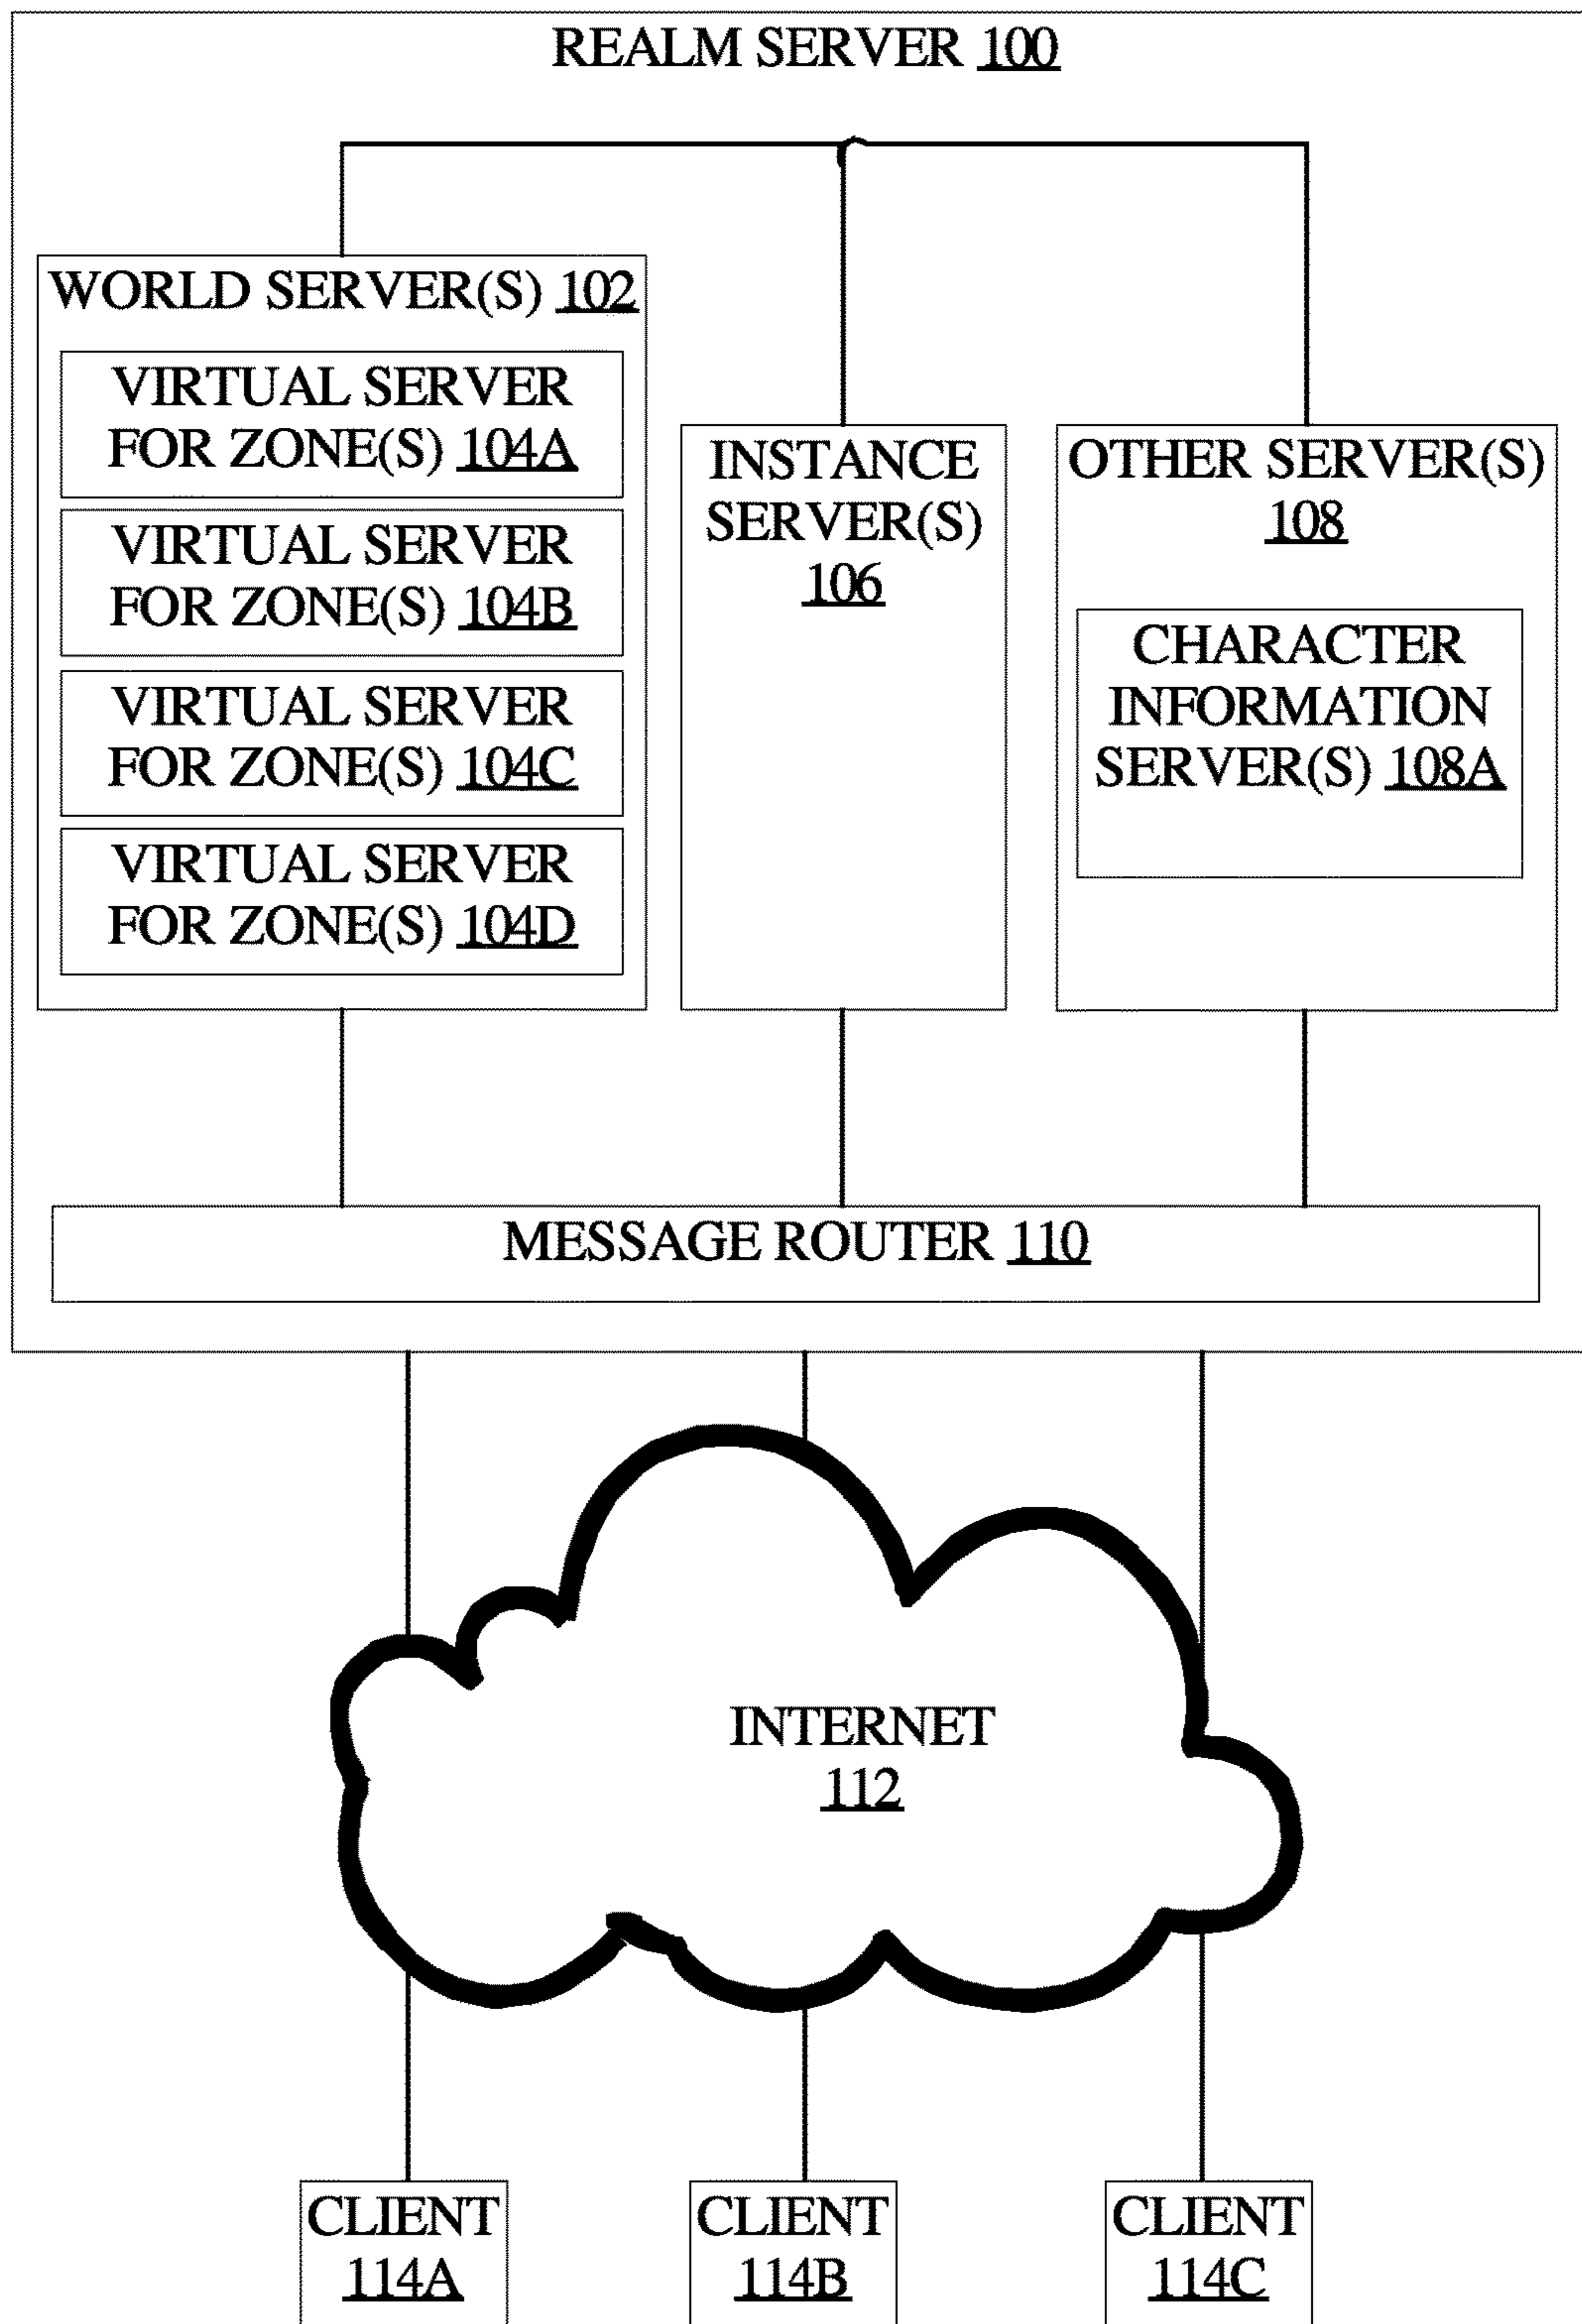 REALM SERVER 100
WORLD SERVER(S) 102
VIRTUAL SERVER
FOR ZONE(S) 104A
VIRTUAL SERVER
FOR ZONE(S) 104B
VIRTUAL SERVER
FOR ZONE(S) 104C
VIRTUAL SERVER
FOR ZONE(S) 104D
INSTANCE
SERVER(S)
106
OTHER SERVER(S)
108
CHARACTER
INFORMATION
SERVER(S) 108A
MESSAGE ROUTER 110
INTERNET
112
CLIENT
114A
CLIENT
114B
CLIENT
114C